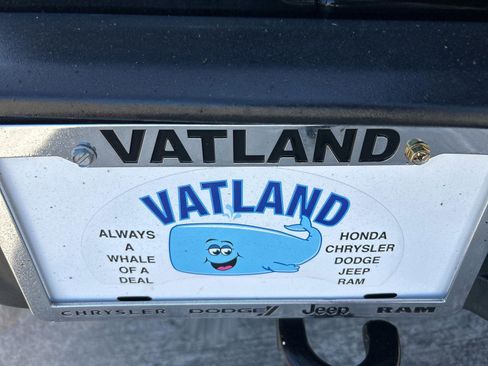 VATLAND
VATLAND
ALWAYS
A
WHALE
OF A
DEAL
HONDA
CHRYSLER
DODGE
JEEP
RAM
CHRYSLER DODGE Jeep RAM